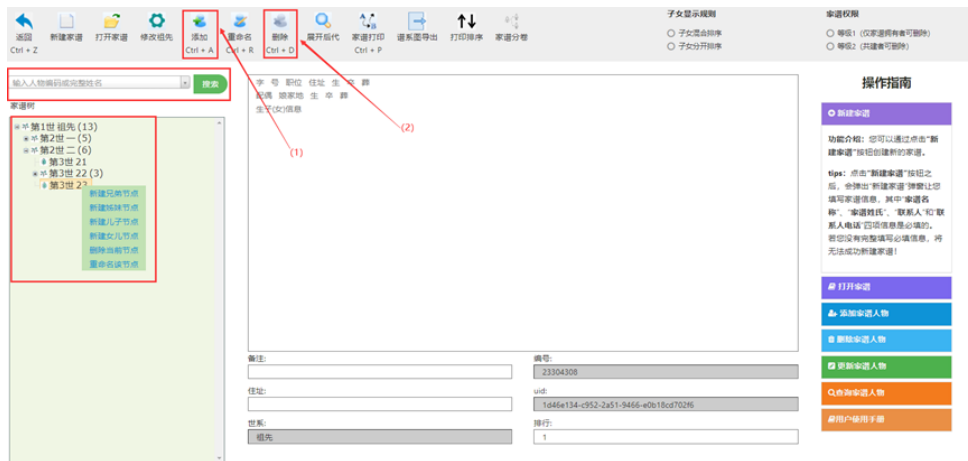 返回
Ctrl + Z
新建家谱
打开家谱
修改祖先
添加
Ctrl + A
重命名
Ctrl + R
删除
Ctrl + D
展开后代
家谱打印
Ctrl + P
谱系图导出
打印排序
家谱分卷
子女显示规则
子女混合排序
子女分开排序
家谱权限
等级1（仅家谱拥有者可删除）
等级2（共建者可删除）
输入人物编码或完整姓名
搜索
家谱树
第1世 祖先 (13)
第2世 一 (5)
第2世 二 (6)
第3世 21
第3世 22 (3)
第3世 23
新建兄弟节点
新建姊妹节点
新建儿子节点
新建女儿节点
删除当前节点
重命名该节点
字 号 职位 住址 生 卒 葬
配偶 娘家地 生 卒 葬
生子(女)信息
(1)
(2)
备注:
编号:
23304308
住址:
uid:
1d46e134-c952-2a51-9466-e0b18cd702f6
世系:
祖先
排行:
1
操作指南
新建家谱
功能介绍：您可以通过点击"新
建家谱"按钮创建新的家谱。
tips：点击"新建家谱"按钮之
后，会弹出"新建家谱"弹窗让您
填写家谱信息，其中"家谱名
称"、"家谱姓氏"、"联系人"和"联
系人电话"四项信息是必填的。
若您没有完整填写必填信息，将
无法成功新建家谱！
打开家谱
添加家谱人物
删除家谱人物
更新家谱人物
查询家谱人物
用户使用手册